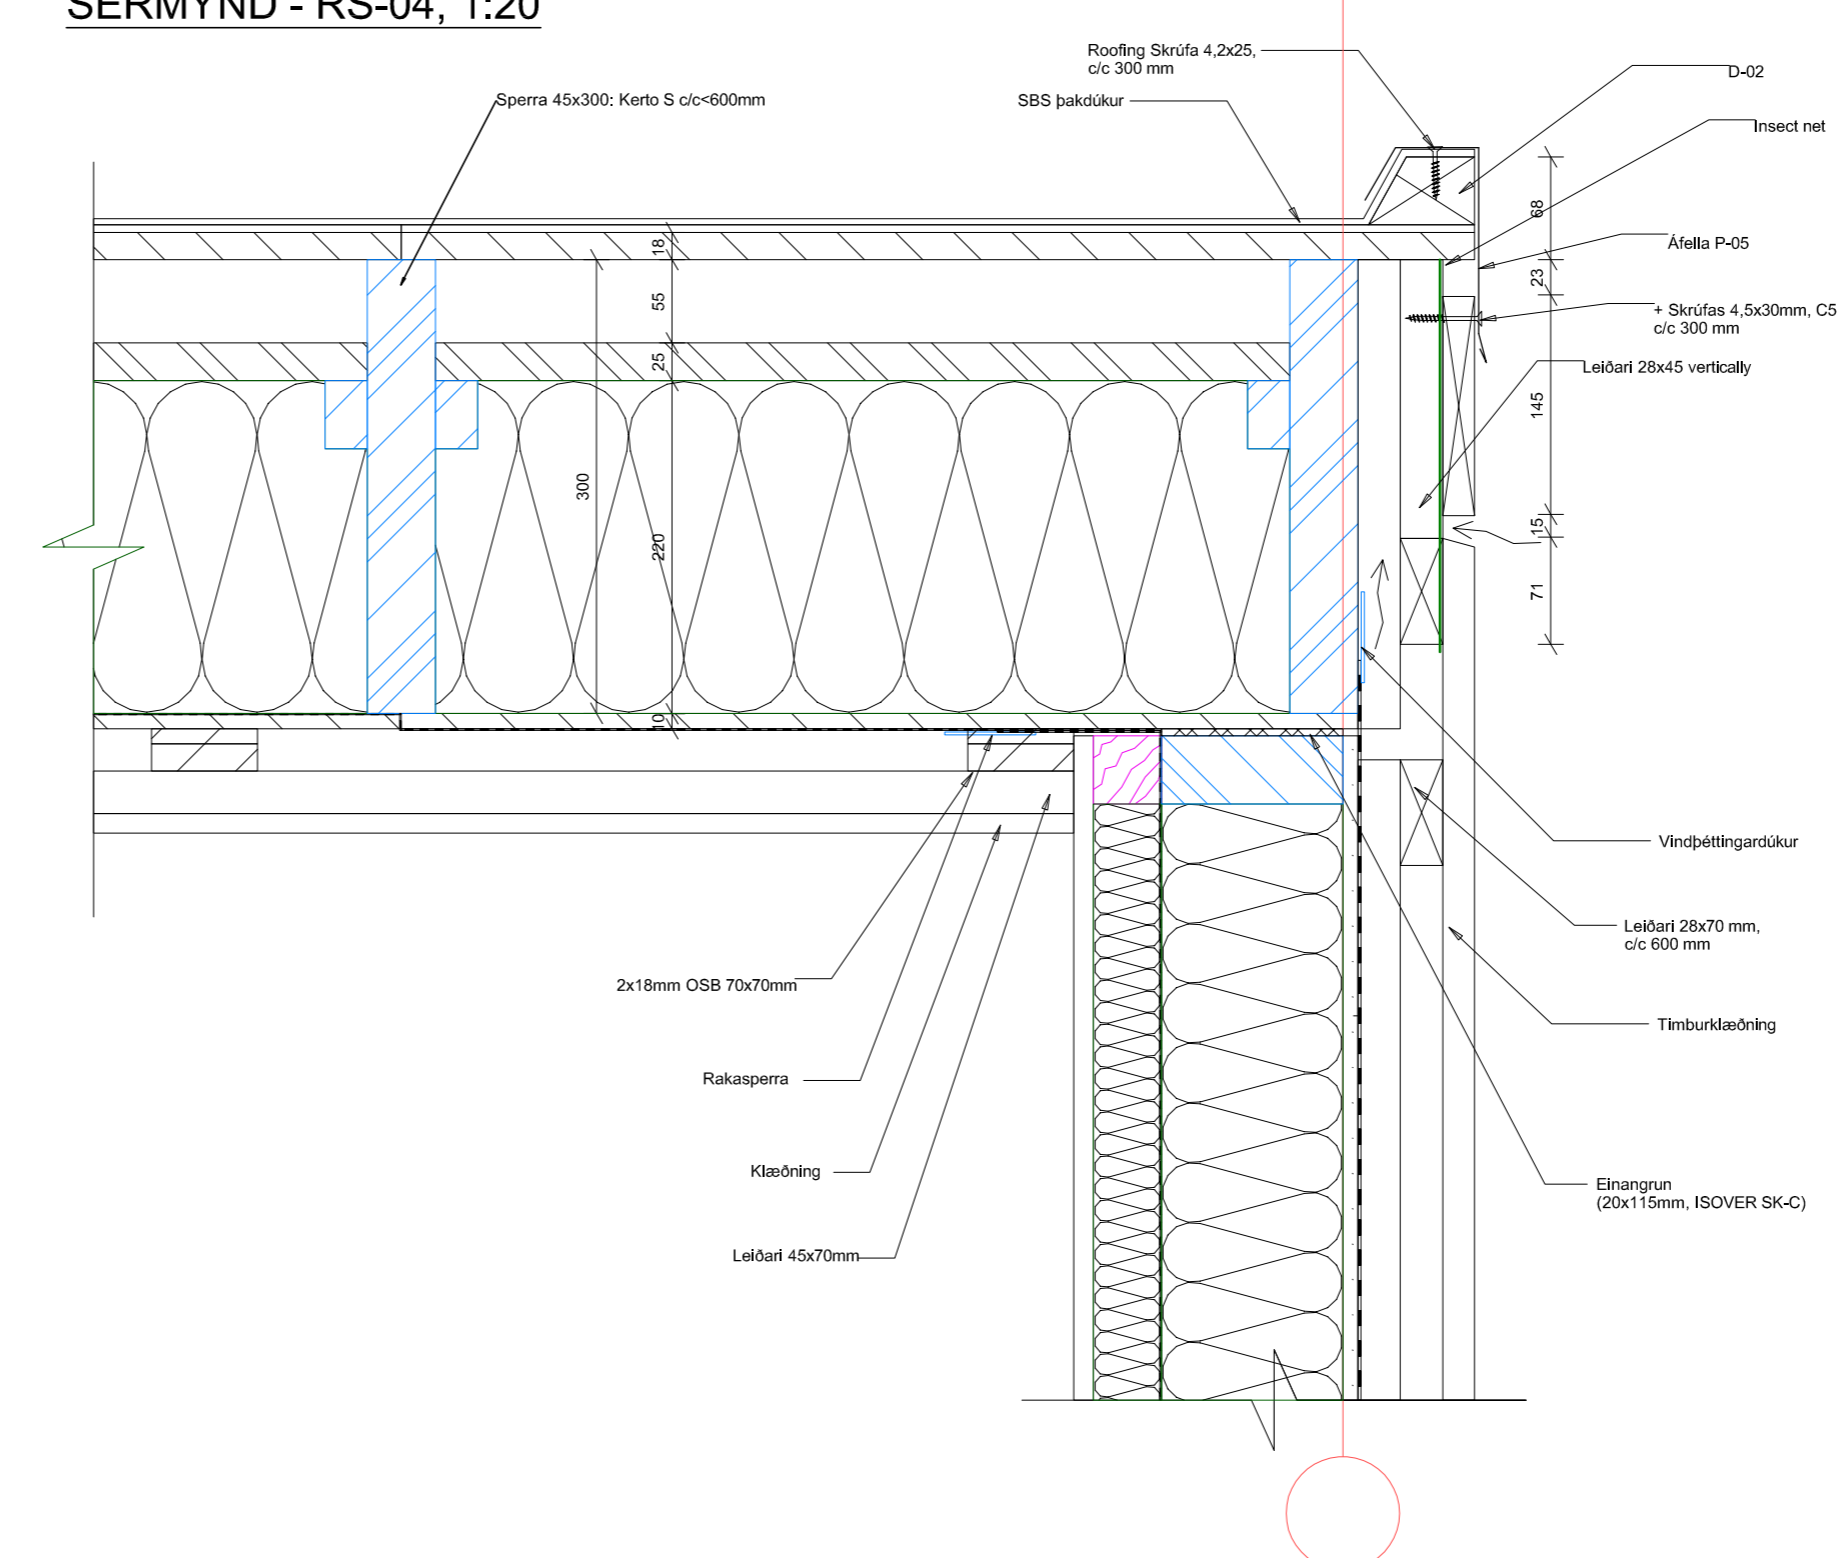 SÉRMYND - RS-04, 1:20
Roofing Skrúfa 4,2x25,
c/c 300 mm
D-02
Sperra 45x300: Kerto S c/c<600mm
SBS þakdúkur
Insect net
68
Áfella P-05
18
23
55
+ Skrúfas 4,5x30mm, C5
c/c 300 mm
25
Leiðari 28x45 vertically
145
300
15
220
71
10
Vindþéttingardúkur
Leiðari 28x70 mm,
c/c 600 mm
2x18mm OSB 70x70mm
Timburklæðning
Rakasperra
Klæðning
Einangrun
(20x115mm, ISOVER SK-C)
Leiðari 45x70mm